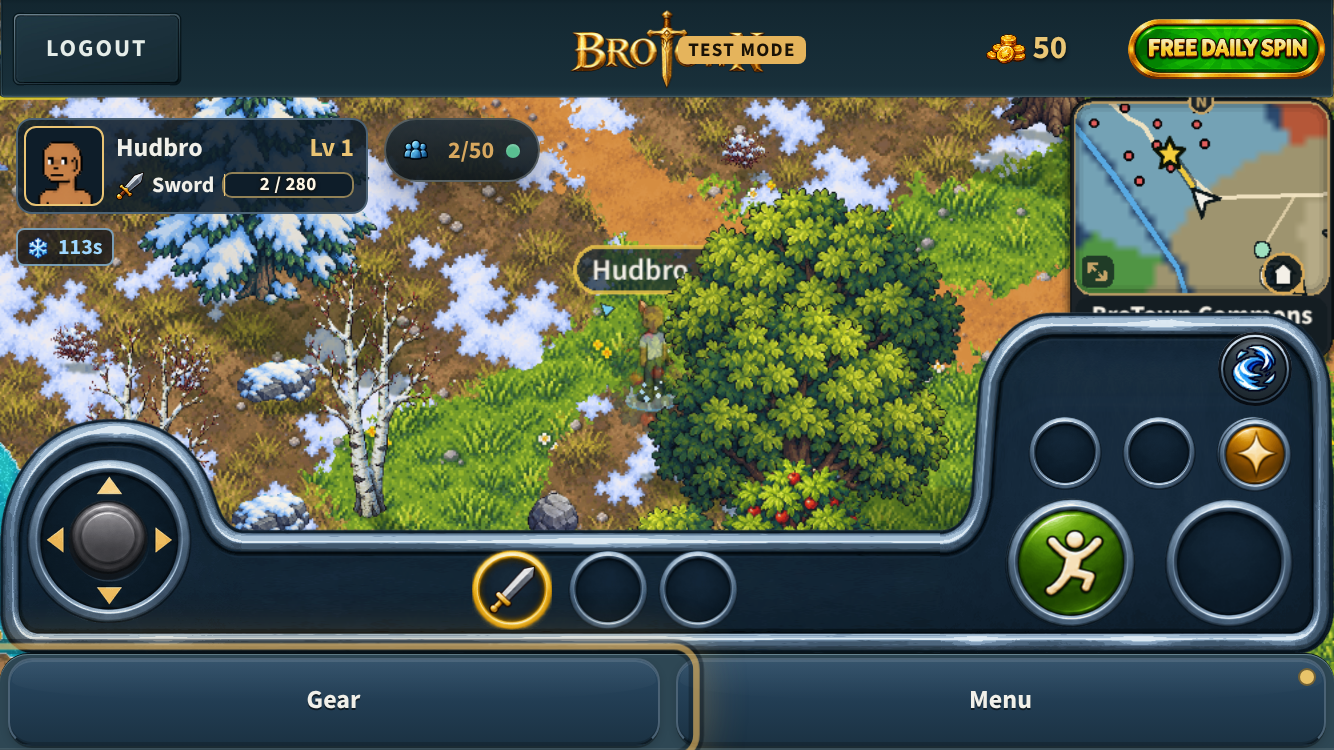 LOGOUT
TEST MODE
50
FREE DAILY SPIN
N
Hudbro
Lv 1
Sword
2 / 280
2/50
113s
Hudbro
BroTown Commons
Gear
Menu